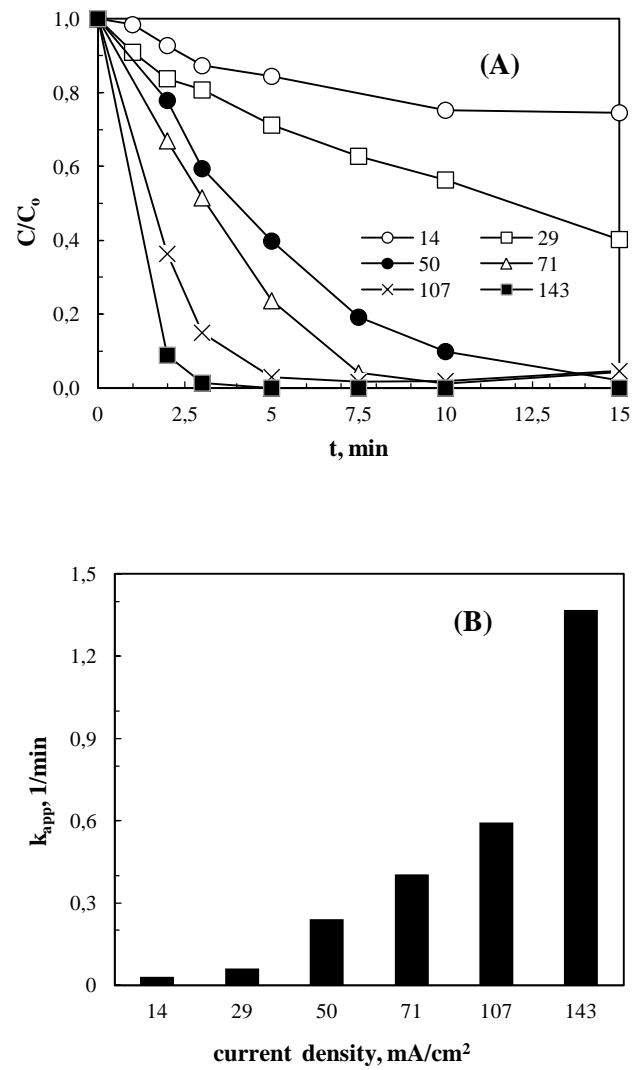 1,0
(A)
0,8
0,6
C/Cₒ
0,4
14 29
50 71
107 143
0,2
0,0
0 2,5 5 7,5 10 12,5 15
t, min
1,5
(B)
1,2
0,9
k_app, 1/min
0,6
0,3
0
14 29 50 71 107 143
current density, mA/cm²